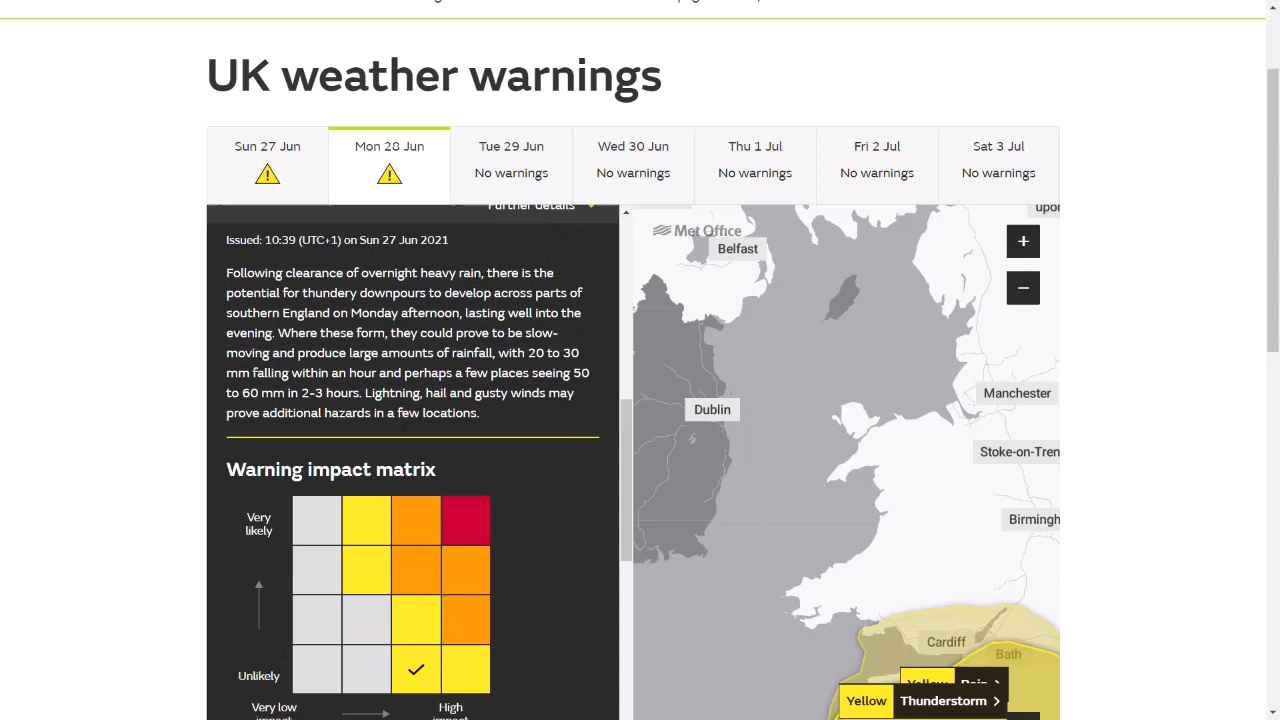 UK weather warnings
Sun 27 Jun
Mon 28 Jun
Tue 29 Jun
No warnings
Wed 30 Jun
No warnings
Thu 1 Jul
No warnings
Fri 2 Jul
No warnings
Sat 3 Jul
No warnings
Further details
Issued: 10:39 (UTC+1) on Sun 27 Jun 2021
Following clearance of overnight heavy rain, there is the
potential for thundery downpours to develop across parts of
southern England on Monday afternoon, lasting well into the
evening. Where these form, they could prove to be slow-
moving and produce large amounts of rainfall, with 20 to 30
mm falling within an hour and perhaps a few places seeing 50
to 60 mm in 2-3 hours. Lightning, hail and gusty winds may
prove additional hazards in a few locations.
Warning impact matrix
Very
likely
Unlikely
Very low
impact
High
impact
upon
Met Office
Belfast
+
−
Manchester
Dublin
Stoke-on-Tren
Birmingh
Cardiff
Bath
Yellow Rain
Yellow Thunderstorm